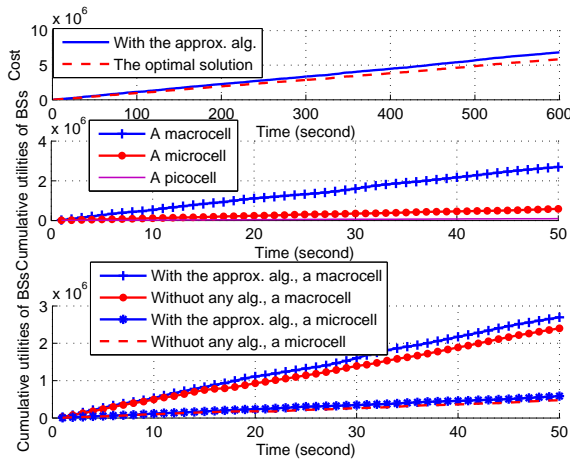 x 10^6
10
5
0
Cost
With the approx. alg.
The optimal solution
0 100 200 300 400 500 600
Time (second)
x 10^6
4
2
0
Cumulative utilities of BSs
A macrocell
A microcell
A picocell
0 10 20 30 40 50
Time (second)
x 10^6
3
2
1
0
Cumulative utilities of BSs
With the approx. alg., a macrocell
Withuot any alg., a macrocell
With the approx. alg., a microcell
Withuot any alg., a microcell
0 10 20 30 40 50
Time (second)